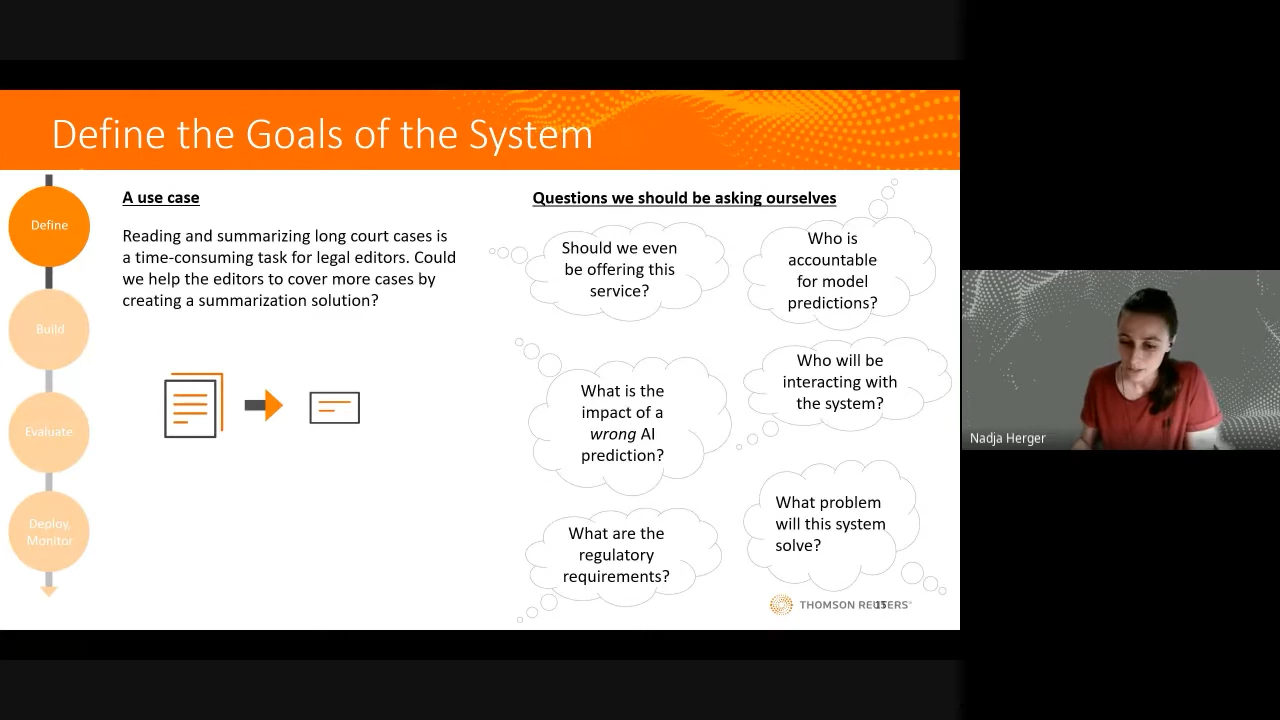 Define the Goals of the System
Define
Build
Evaluate
Deploy,
Monitor
A use case
Reading and summarizing long court cases is
a time-consuming task for legal editors. Could
we help the editors to cover more cases by
creating a summarization solution?
Questions we should be asking ourselves
Should we even
be offering this
service?
Who is
accountable
for model
predictions?
What is the
impact of a
wrong AI
prediction?
Who will be
interacting with
the system?
What are the
regulatory
requirements?
What problem
will this system
solve?
THOMSON REUTERS
15
Nadja Herger